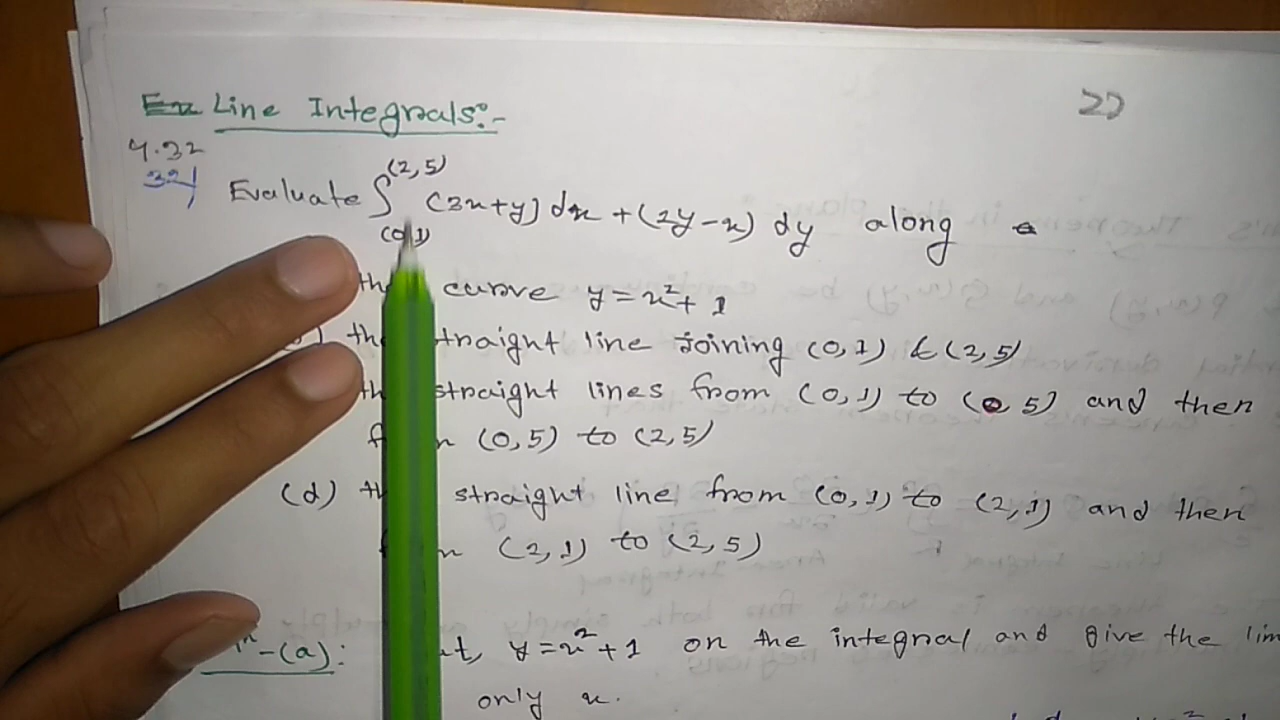 27
Line Integrals:-
4.32
32/ Evaluate ∫ (2,5) (0,1) (3x+y) dx + (2y-x) dy along
curve y = x² + 1
straight line joining (0,1) & (2,5)
straight lines from (0,1) to (0,5) and then
(0,5) to (2,5)
(d) straight line from (0,1) to (2,1) and then
(2,1) to (2,5)
-(a): y = x² + 1 on the integral and give the
only x.